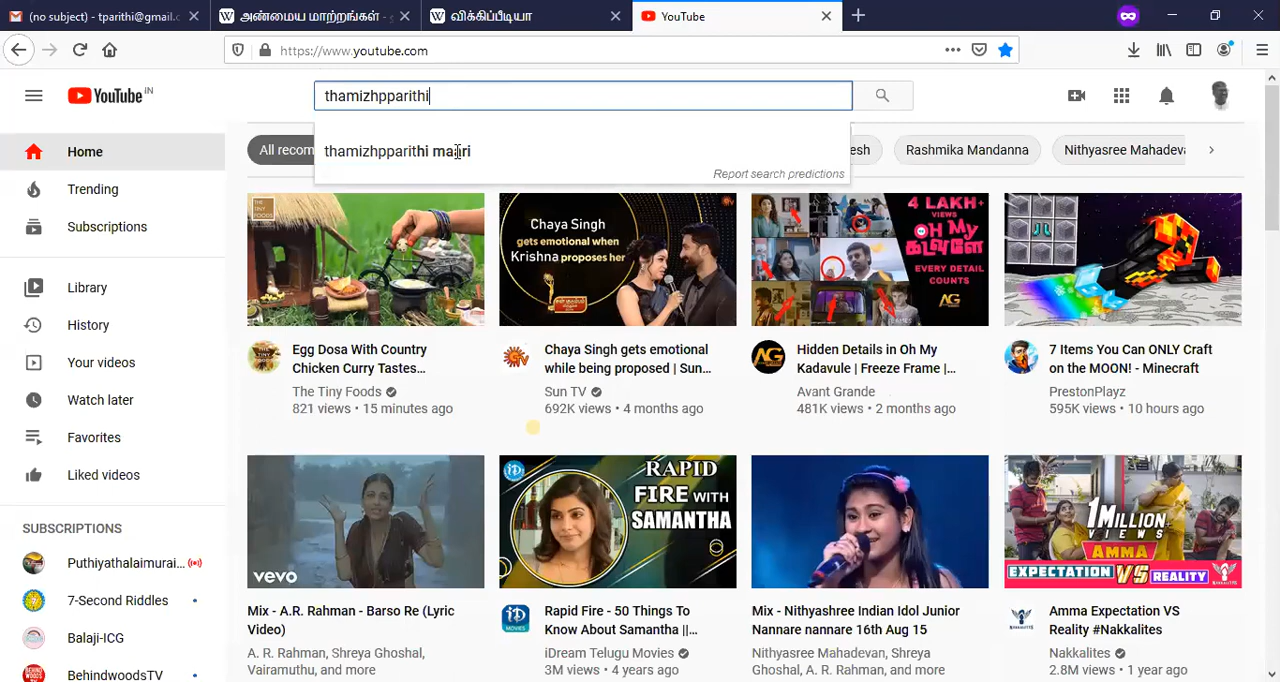 (no subject) - tparithi@gmail.c
அண்மைய மாற்றங்கள் -
விக்கிப்பீடியா
YouTube
https://www.youtube.com
YouTube IN
thamizhpparithi
thamizhpparithi maari
Report search predictions
All recom
esh
Rashmika Mandanna
Nithyasree Mahadeva
Home
Trending
Subscriptions
Library
History
Your videos
Watch later
Favorites
Liked videos
SUBSCRIPTIONS
Puthiyathalaimurai...
7-Second Riddles
Balaji-ICG
BehindwoodsTV
THE TINY FOODS
Egg Dosa With Country
Chicken Curry Tastes...
The Tiny Foods
821 views • 15 minutes ago
Chaya Singh
gets emotional when
Krishna proposes her
Chaya Singh gets emotional
while being proposed | Sun...
Sun TV
692K views • 4 months ago
4 LAKH+
VIEWS
OH MY
கடவுளே
EVERY DETAIL
COUNTS
AG
Hidden Details in Oh My
Kadavule | Freeze Frame |...
Avant Grande
481K views • 2 months ago
7 Items You Can ONLY Craft
on the MOON! - Minecraft
PrestonPlayz
595K views • 10 hours ago
vevo
Mix - A.R. Rahman - Barso Re (Lyric
Video)
A. R. Rahman, Shreya Ghoshal,
Vairamuthu, and more
iD
RAPID
FIRE WITH
SAMANTHA
iD
MOVIES
Rapid Fire - 50 Things To
Know About Samantha ||...
iDream Telugu Movies
3M views • 4 years ago
Mix - Nithyashree Indian Idol Junior
Nannare nannare 16th Aug 15
Nithyasree Mahadevan, Shreya
Ghoshal, A. R. Rahman, and more
1MILLION
VIEWS
AMMA
EXPECTATION VS REALITY
Amma Expectation VS
Reality #Nakkalites
Nakkalites
2.8M views • 1 year ago